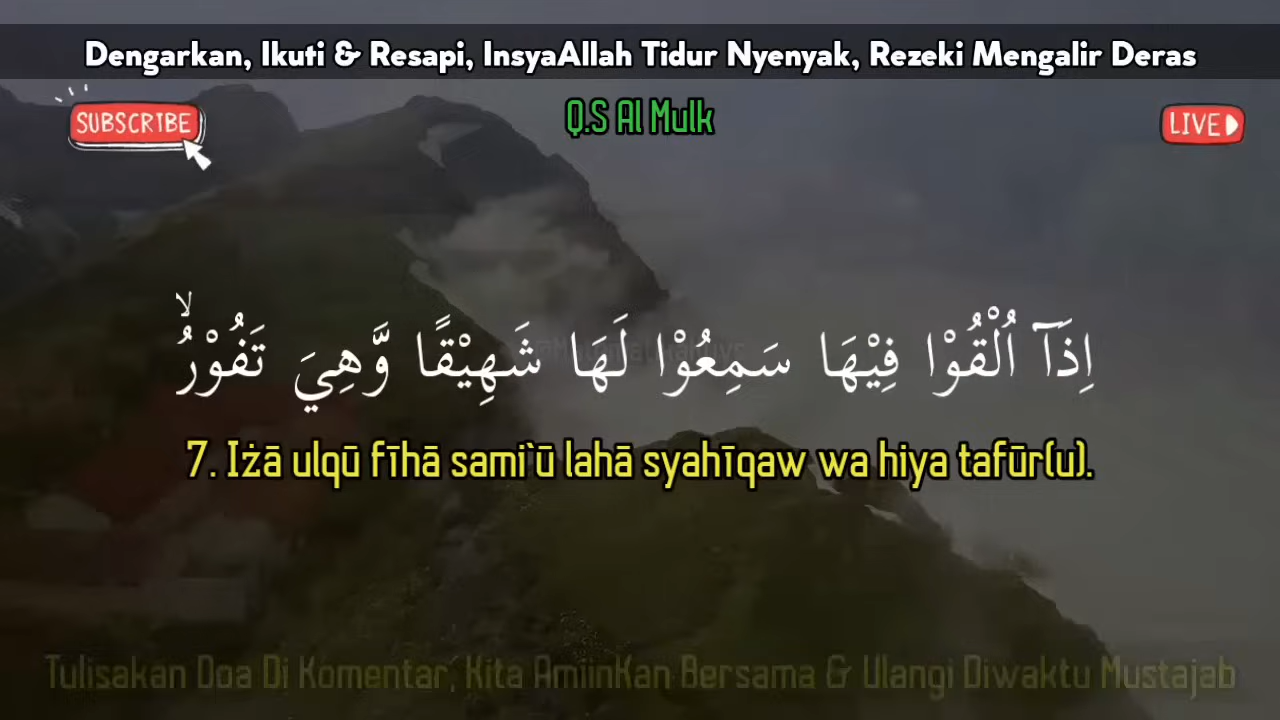 Dengarkan, Ikuti & Resapi, InsyaAllah Tidur Nyenyak, Rezeki Mengalir Deras
SUBSCRIBE
Q.S Al Mulk
LIVE
اِذَآ اُلْقُوْا فِيْهَا سَمِعُوْا لَهَا شَهِيْقًا وَّهِيَ تَفُوْرُۙ
7. Iżā ulqū fīhā sami`ū lahā syahīqaw wa hiya tafūr(u).
Tulisakan Doa Di Komentar, Kita AmiinKan Bersama & Ulangi Diwaktu Mustajab